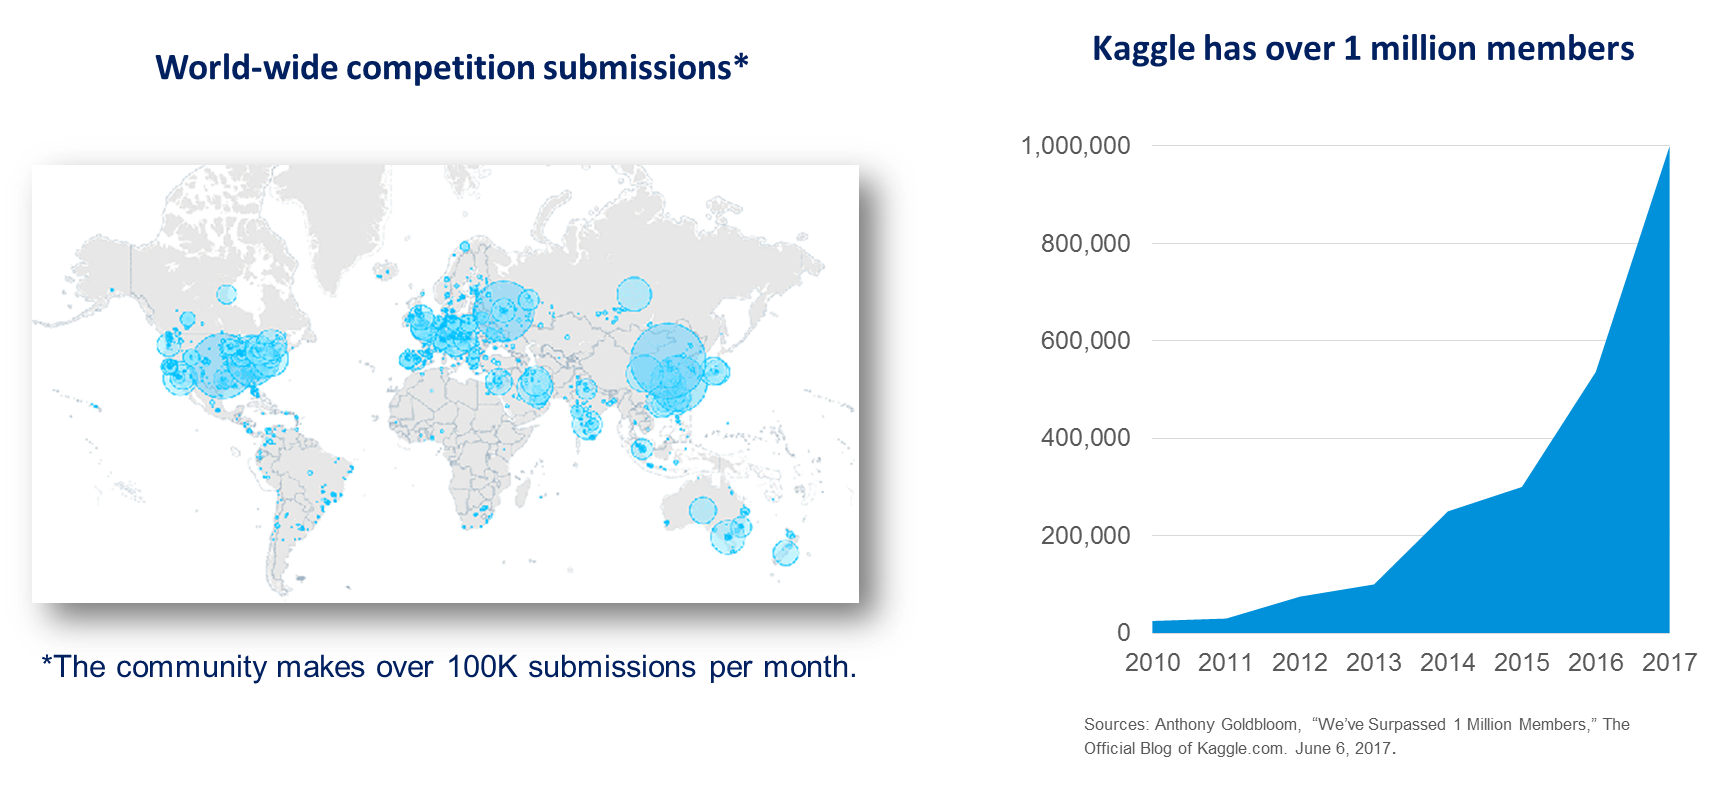 World-wide competition submissions*
*The community makes over 100K submissions per month.
Kaggle has over 1 million members
1,000,000
800,000
600,000
400,000
200,000
0
2010 2011 2012 2013 2014 2015 2016 2017
Sources: Anthony Goldbloom, “We’ve Surpassed 1 Million Members,” The
Official Blog of Kaggle.com. June 6, 2017.